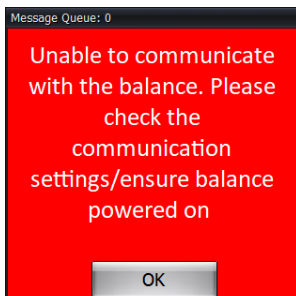 Message Queue: 0
Unable to communicate
with the balance. Please
check the
communication
settings/ensure balance
powered on
OK